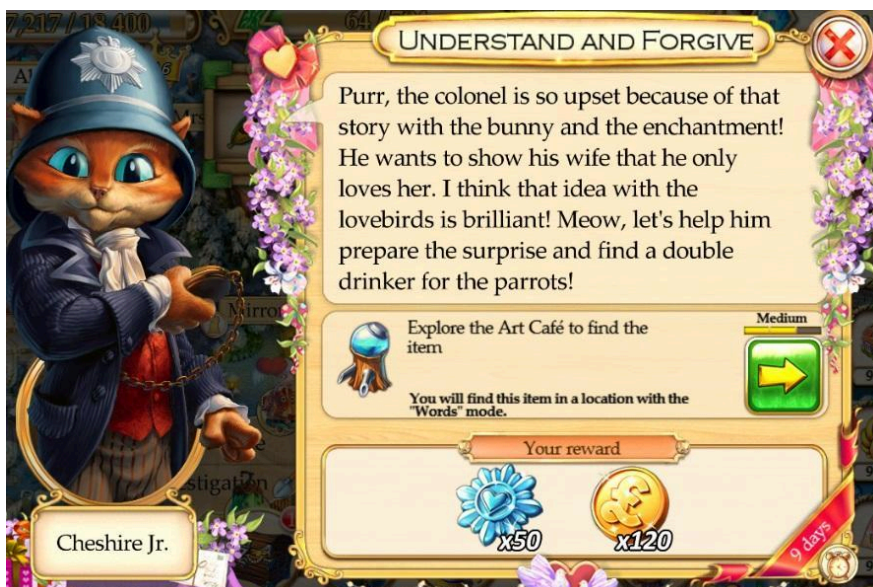 7,217 / 18,400
64 /
UNDERSTAND AND FORGIVE
Purr, the colonel is so upset because of that
story with the bunny and the enchantment!
He wants to show his wife that he only
loves her. I think that idea with the
lovebirds is brilliant! Meow, let's help him
prepare the surprise and find a double
drinker for the parrots!
Mirro
Explore the Art Café to find the
item
Medium
You will find this item in a location with the
"Words" mode.
stigation
Your reward
x50
x120
9 days
Cheshire Jr.